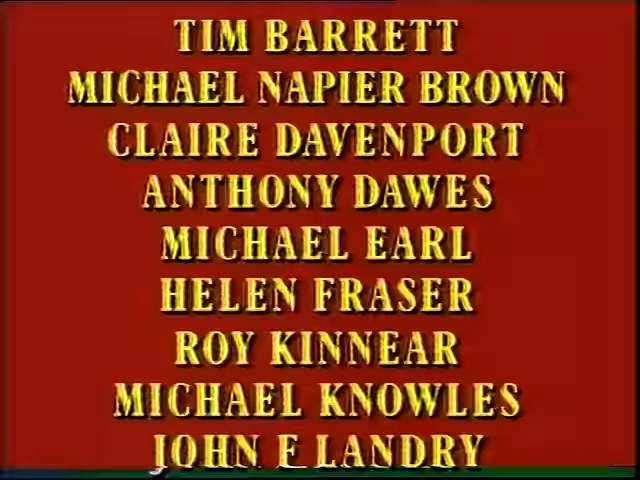 TIM BARRETT
MICHAEL NAPIER BROWN
CLAIRE DAVENPORT
ANTHONY DAWES
MICHAEL EARL
HELEN FRASER
ROY KINNEAR
MICHAEL KNOWLES
JOHN F LANDRY